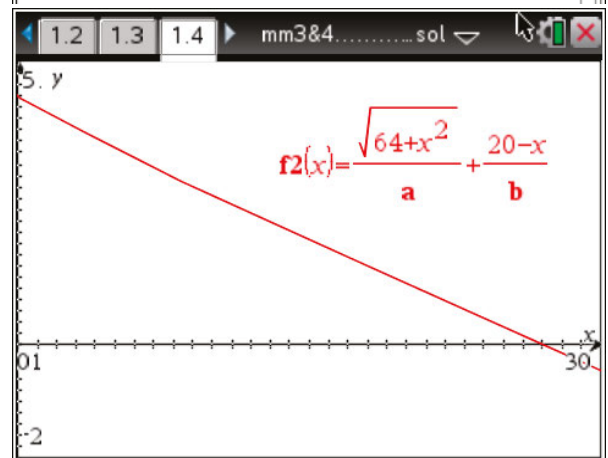 1.2 1.3 1.4 mm3&4...........sol
5. y
f2(x)=√(64+x²)/a + (20-x)/b
x
01 30
-2